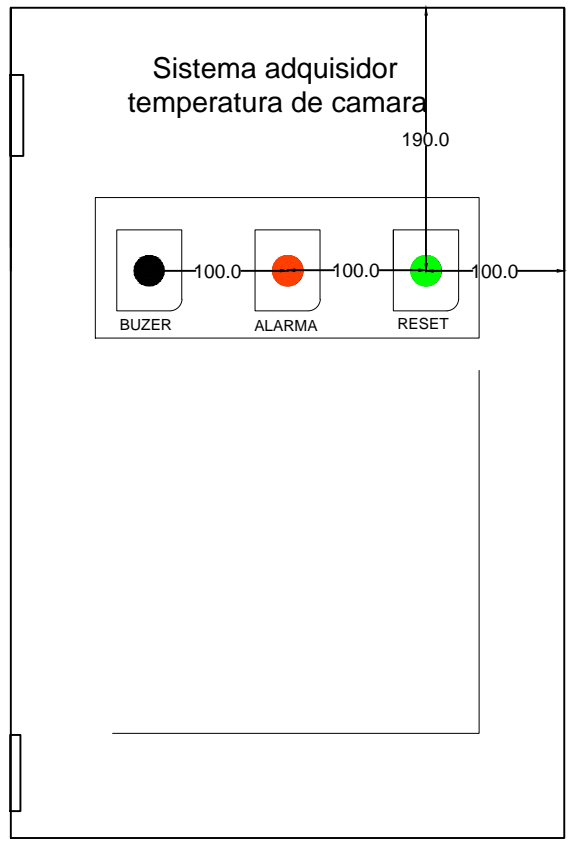 Sistema adquisidor
temperatura de camara
190.0
100.0
100.0
100.0
BUZER
ALARMA
RESET